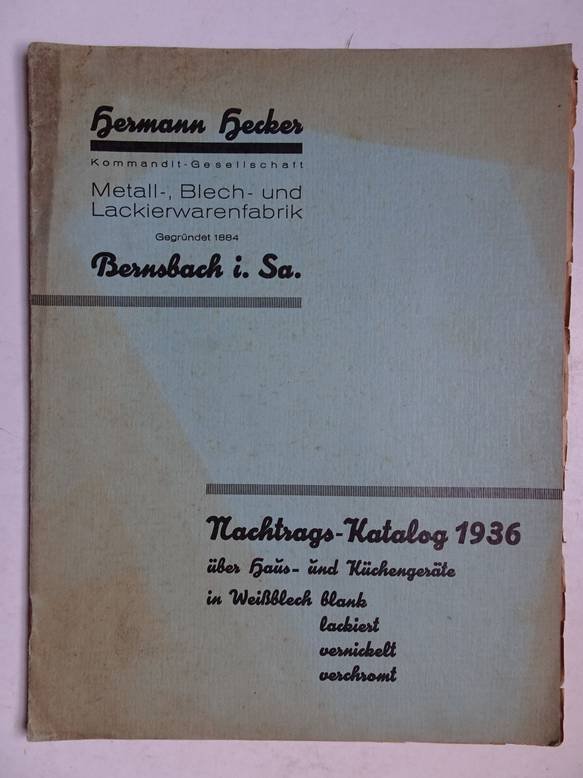 Hermann Hecker
Kommandit-Gesellschaft
Metall-, Blech- und
Lackierwarenfabrik
Gegründet 1884
Bernsbach i. Sa.
Nachtrags-Katalog 1936
über Haus- und Küchengeräte
in Weißblech blank
lackiert
vernickelt
verchromt